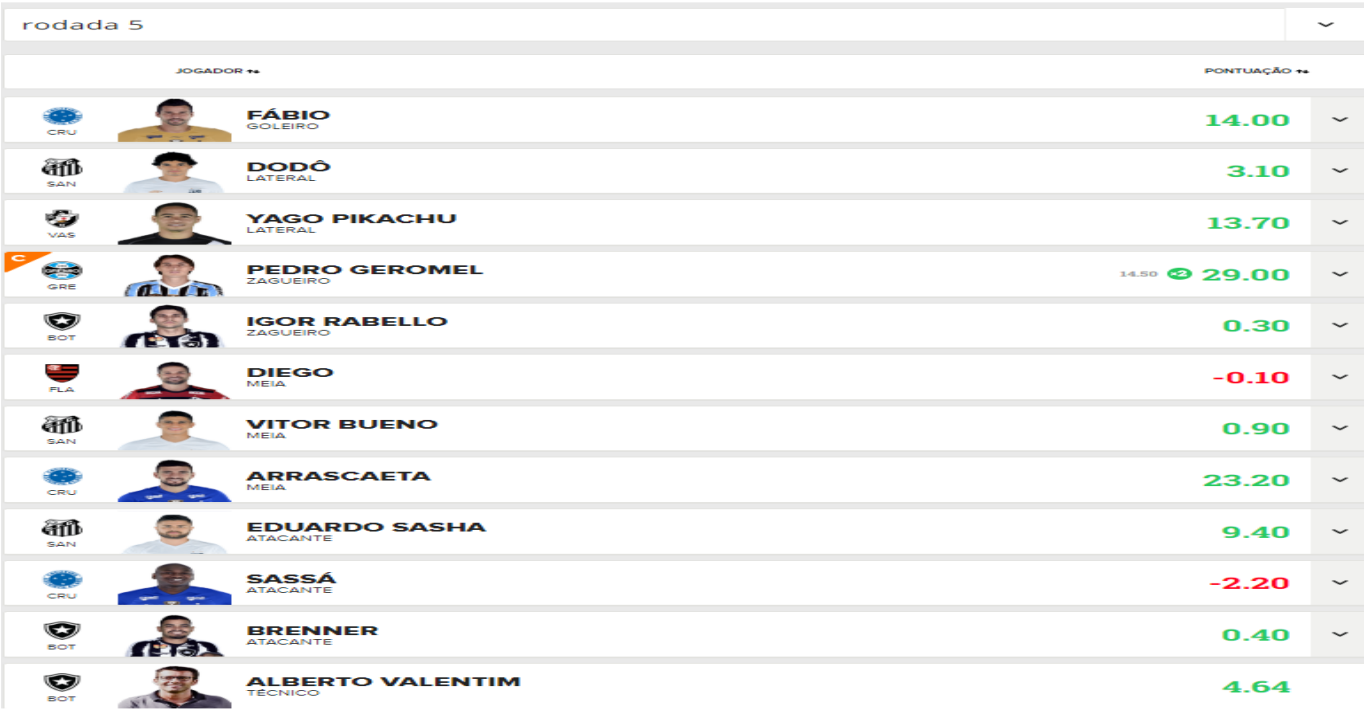 rodada 5
JOGADOR PONTUAÇÃO
FÁBIO
GOLEIRO
CRU
14.00
DODÔ
LATERAL
SAN
3.10
YAGO PIKACHU
LATERAL
VAS
13.70
C
PEDRO GEROMEL
ZAGUEIRO
GRE
14.50 x2 29.00
IGOR RABELLO
ZAGUEIRO
BOT
0.30
DIEGO
MEIA
FLA
-0.10
VITOR BUENO
MEIA
SAN
0.90
ARRASCAETA
MEIA
CRU
23.20
EDUARDO SASHA
ATACANTE
SAN
9.40
SASSÁ
ATACANTE
CRU
-2.20
BRENNER
ATACANTE
BOT
0.40
ALBERTO VALENTIM
TÉCNICO
BOT
4.64